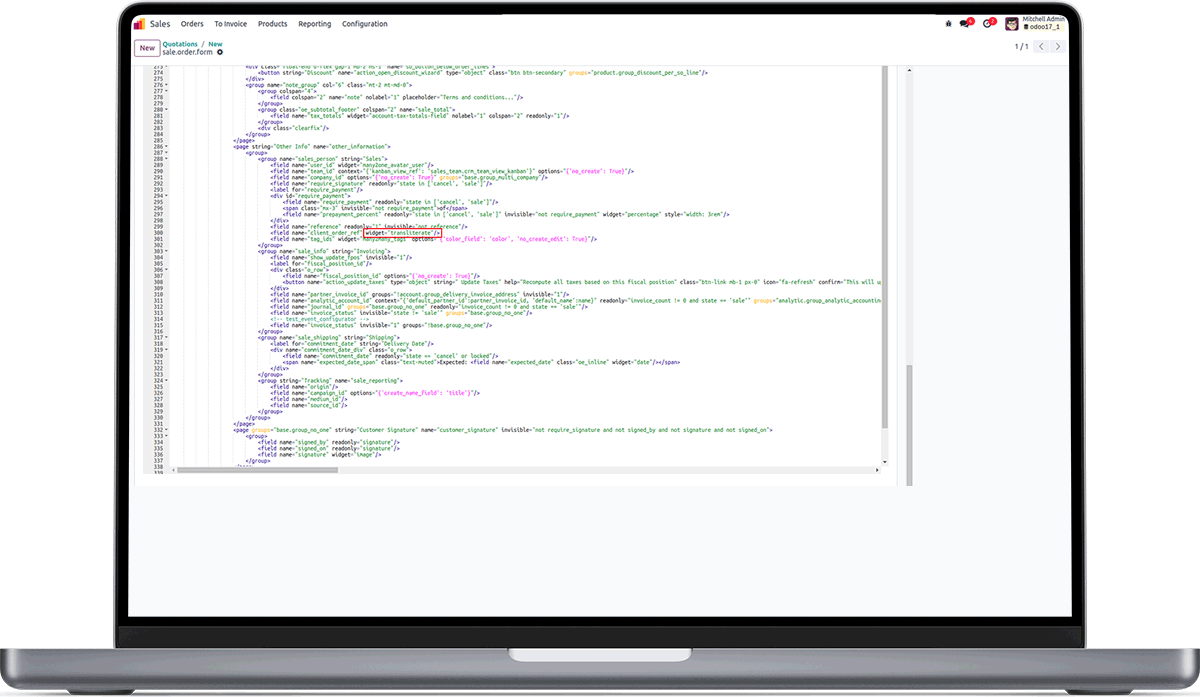 Sales Orders To Invoice Products Reporting Configuration
Mitchell Admin
odoo17_1
New
Quotations / New
sale.order.form
1 / 1
274 <button string="Discount" name="action_open_discount_wizard" type="object" class="btn btn-secondary" groups="product.group_discount_per_so_line"/>
275 </div>
276 <group name="note_group" col="6" class="mt-2 mt-md-0">
277 <group colspan="4">
278 <field colspan="2" name="note" nolabel="1" placeholder="Terms and conditions..."/>
279 </group>
280 <group class="oe_subtotal_footer" colspan="2" name="sale_total">
281 <field name="tax_totals" widget="account-tax-totals-field" nolabel="1" colspan="2" readonly="1"/>
282 </group>
283 <div class="clearfix"/>
284 </group>
285 </page>
286 <page string="Other Info" name="other_information">
287 <group>
288 <group name="sales_person" string="Sales">
289 <field name="user_id" widget="many2one_avatar_user"/>
290 <field name="team_id" context="{'kanban_view_ref': 'sales_team.crm_team_view_kanban'}" options="{'no_create': True}"/>
291 <field name="company_id" options="{'no_create': True}" groups="base.group_multi_company"/>
292 <field name="require_signature" readonly="state in ['cancel', 'sale']"/>
293 <label for="require_payment"/>
294 <div id="require_payment">
295 <field name="require_payment" readonly="state in ['cancel', 'sale']"/>
296 <span class="mx-3" invisible="not require_payment">of</span>
297 <field name="prepayment_percent" readonly="state in ['cancel', 'sale']" invisible="not require_payment" widget="percentage" style="width: 3rem"/>
298 </div>
299 <field name="reference" readonly="1" invisible="not reference"/>
300 <field name="client_order_ref" widget="transliterate"/>
301 <field name="tag_ids" widget="many2many_tags" options="{'color_field': 'color', 'no_create_edit': True}"/>
302 </group>
303 <group name="sale_info" string="Invoicing">
304 <field name="show_update_fpos" invisible="1"/>
305 <label for="fiscal_position_id"/>
306 <div class="o_row">
307 <field name="fiscal_position_id" options="{'no_create': True}"/>
308 <button name="action_update_taxes" type="object" string=" Update Taxes" help="Recompute all taxes based on this fiscal position" class="btn-link mb-1 px-0" icon="fa-refresh" confirm="This will up
309 </div>
310 <field name="partner_invoice_id" groups="!account.group_delivery_invoice_address" invisible="1"/>
311 <field name="analytic_account_id" context="{'default_partner_id':partner_invoice_id, 'default_name':name}" readonly="invoice_count != 0 and state == 'sale'" groups="analytic.group_analytic_accountin
312 <field name="journal_id" groups="base.group_no_one" readonly="invoice_count != 0 and state == 'sale'"/>
313 <field name="invoice_status" invisible="state != 'sale'" groups="base.group_no_one"/>
314 <!-- test_event_configurator -->
315 <field name="invoice_status" invisible="1" groups="!base.group_no_one"/>
316 </group>
317 <group name="sale_shipping" string="Shipping">
318 <label for="commitment_date" string="Delivery Date"/>
319 <div name="commitment_date_div" class="o_row">
320 <field name="commitment_date" readonly="state == 'cancel' or locked"/>
321 <span name="expected_date_span" class="text-muted">Expected: <field name="expected_date" class="oe_inline" widget="date"/></span>
322 </div>
323 </group>
324 <group string="Tracking" name="sale_reporting">
325 <field name="origin"/>
326 <field name="campaign_id" options="{'create_name_field': 'title'}"/>
327 <field name="medium_id"/>
328 <field name="source_id"/>
329 </group>
330 </group>
331 </page>
332 <page groups="base.group_no_one" string="Customer Signature" name="customer_signature" invisible="not require_signature and not signed_by and not signature and not signed_on">
333 <group>
334 <field name="signed_by" readonly="signature"/>
335 <field name="signed_on" readonly="signature"/>
336 <field name="signature" widget="image"/>
337 </group>
338